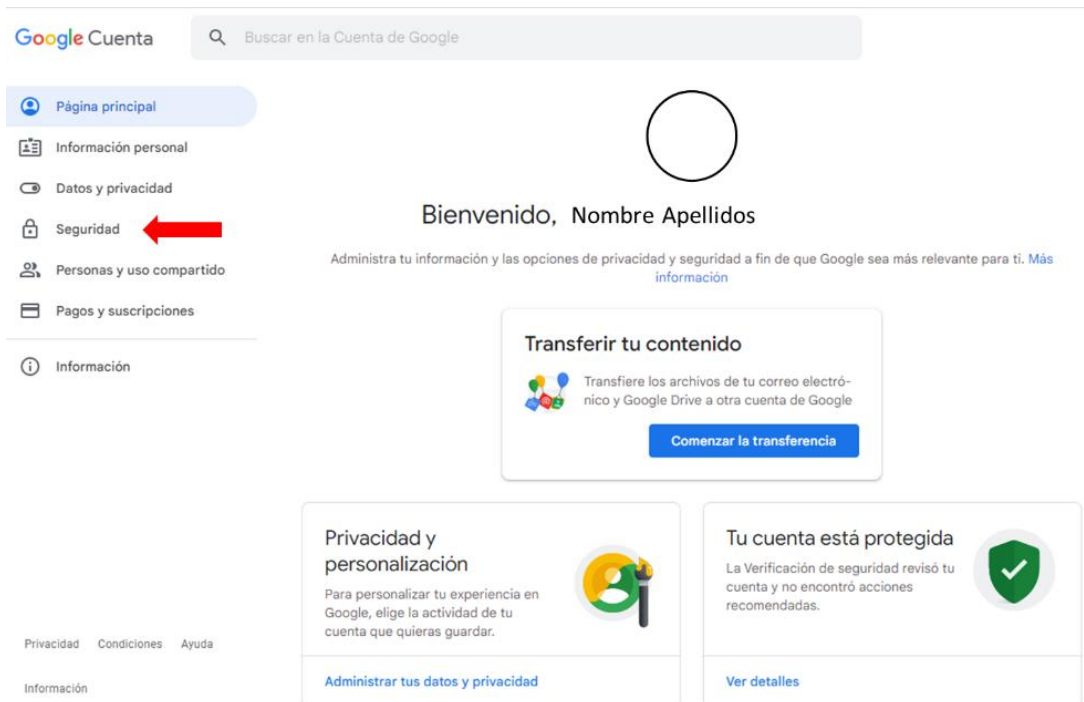 Google Cuenta
Buscar en la Cuenta de Google
Página principal
Información personal
Datos y privacidad
Seguridad
Personas y uso compartido
Pagos y suscripciones
Información
Bienvenido, Nombre Apellidos
Administra tu información y las opciones de privacidad y seguridad a fin de que Google sea más relevante para ti. Más
información
Transferir tu contenido
Transfiere los archivos de tu correo electró-
nico y Google Drive a otra cuenta de Google
Comenzar la transferencia
Privacidad y
personalización
Para personalizar tu experiencia en
Google, elige la actividad de tu
cuenta que quieras guardar.
Administrar tus datos y privacidad
Tu cuenta está protegida
La Verificación de seguridad revisó tu
cuenta y no encontró acciones
recomendadas.
Ver detalles
Privacidad Condiciones Ayuda
Información